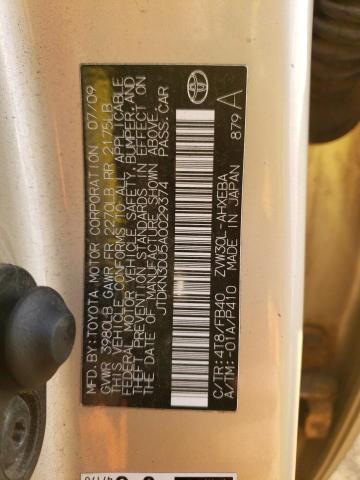 MFD.BY:TOYOTA MOTOR CORPORATION 07/09
GVWR 3980LB GAWR FR 2270LB RR 2175LB
THIS VEHICLE CONFORMS TO ALL APPLICABLE
FEDERAL MOTOR VEHICLE SAFETY, BUMPER, AND
THEFT PREVENTION STANDARDS IN EFFECT ON
THE DATE OF MANUFACTURE SHOWN ABOVE.
JTDKN3DU5A0029374 PASS.CAR
C/TR:4T8/FB40 ZVW30L-AHXEBA
A/TM:-01A/P410 MADE IN JAPAN 879 A